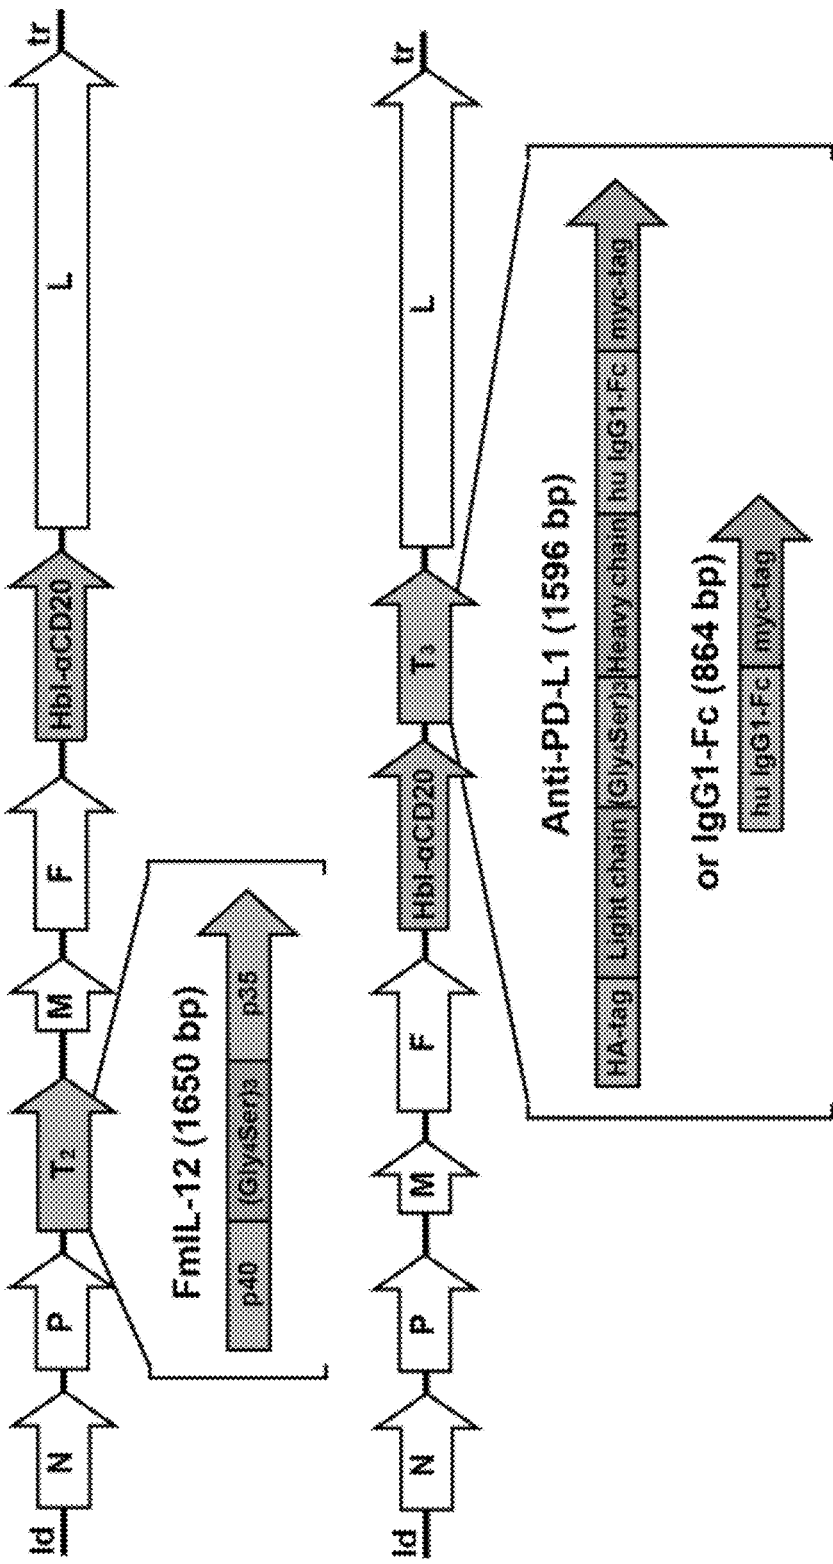 ld N P T2 M F Hbl-αCD20 L tr
FmIL-12 (1650 bp)
p40 (Gly4Ser)3 p35
ld N P M F Hbl-αCD20 T3 L tr
Anti-PD-L1 (1596 bp)
HA-tag Light chain (Gly4Ser)3 Heavy chain hu IgG1-Fc myc-tag
or IgG1-Fc (864 bp)
hu IgG1-Fc myc-tag